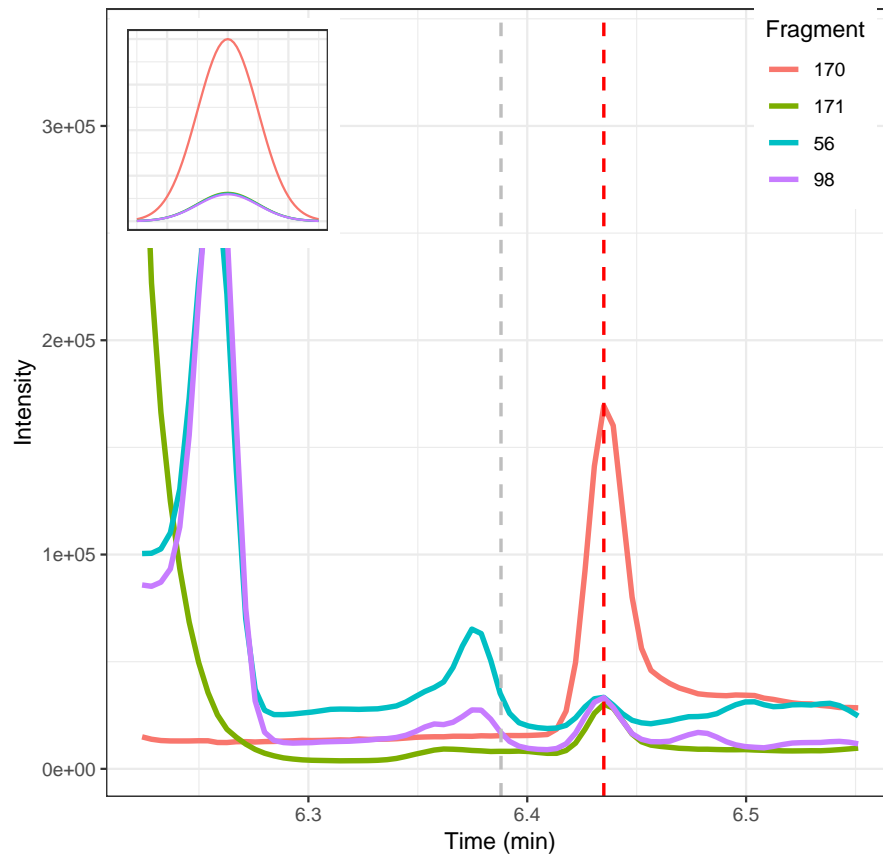 Fragment
170
171
56
98
3e+05
2e+05
1e+05
0e+00
Intensity
6.3
6.4
6.5
Time (min)